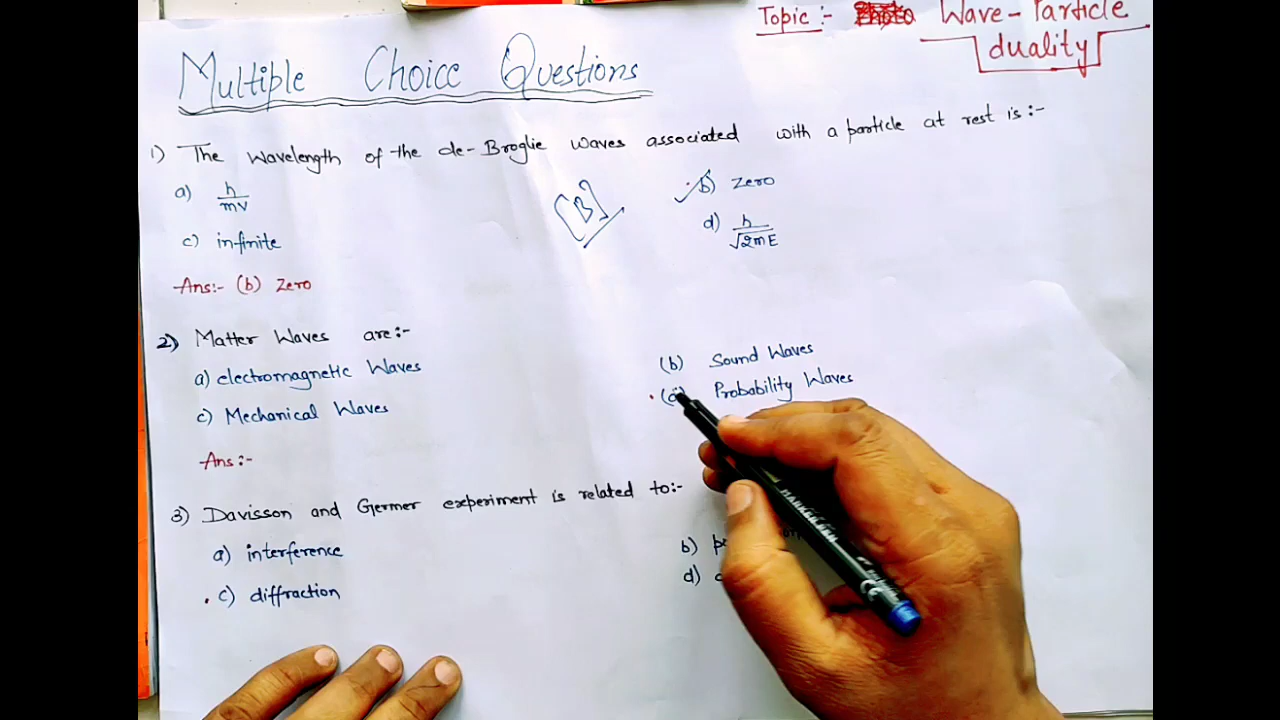 Topic :- Wave-Particle
duality
Multiple Choice Questions
1) The Wavelength of the de-Broglie Waves associated with a particle at rest is :-
a) h/mv
b) Zero
[B]
c) infinite
d) h/√2mE
Ans:- (b) Zero
2) Matter Waves are:-
a) electromagnetic Waves
(b) Sound Waves
c) Mechanical Waves
(d) Probability Waves
Ans:-
3) Davisson and Germer experiment is related to:-
a) interference
b)
c) diffraction
d)